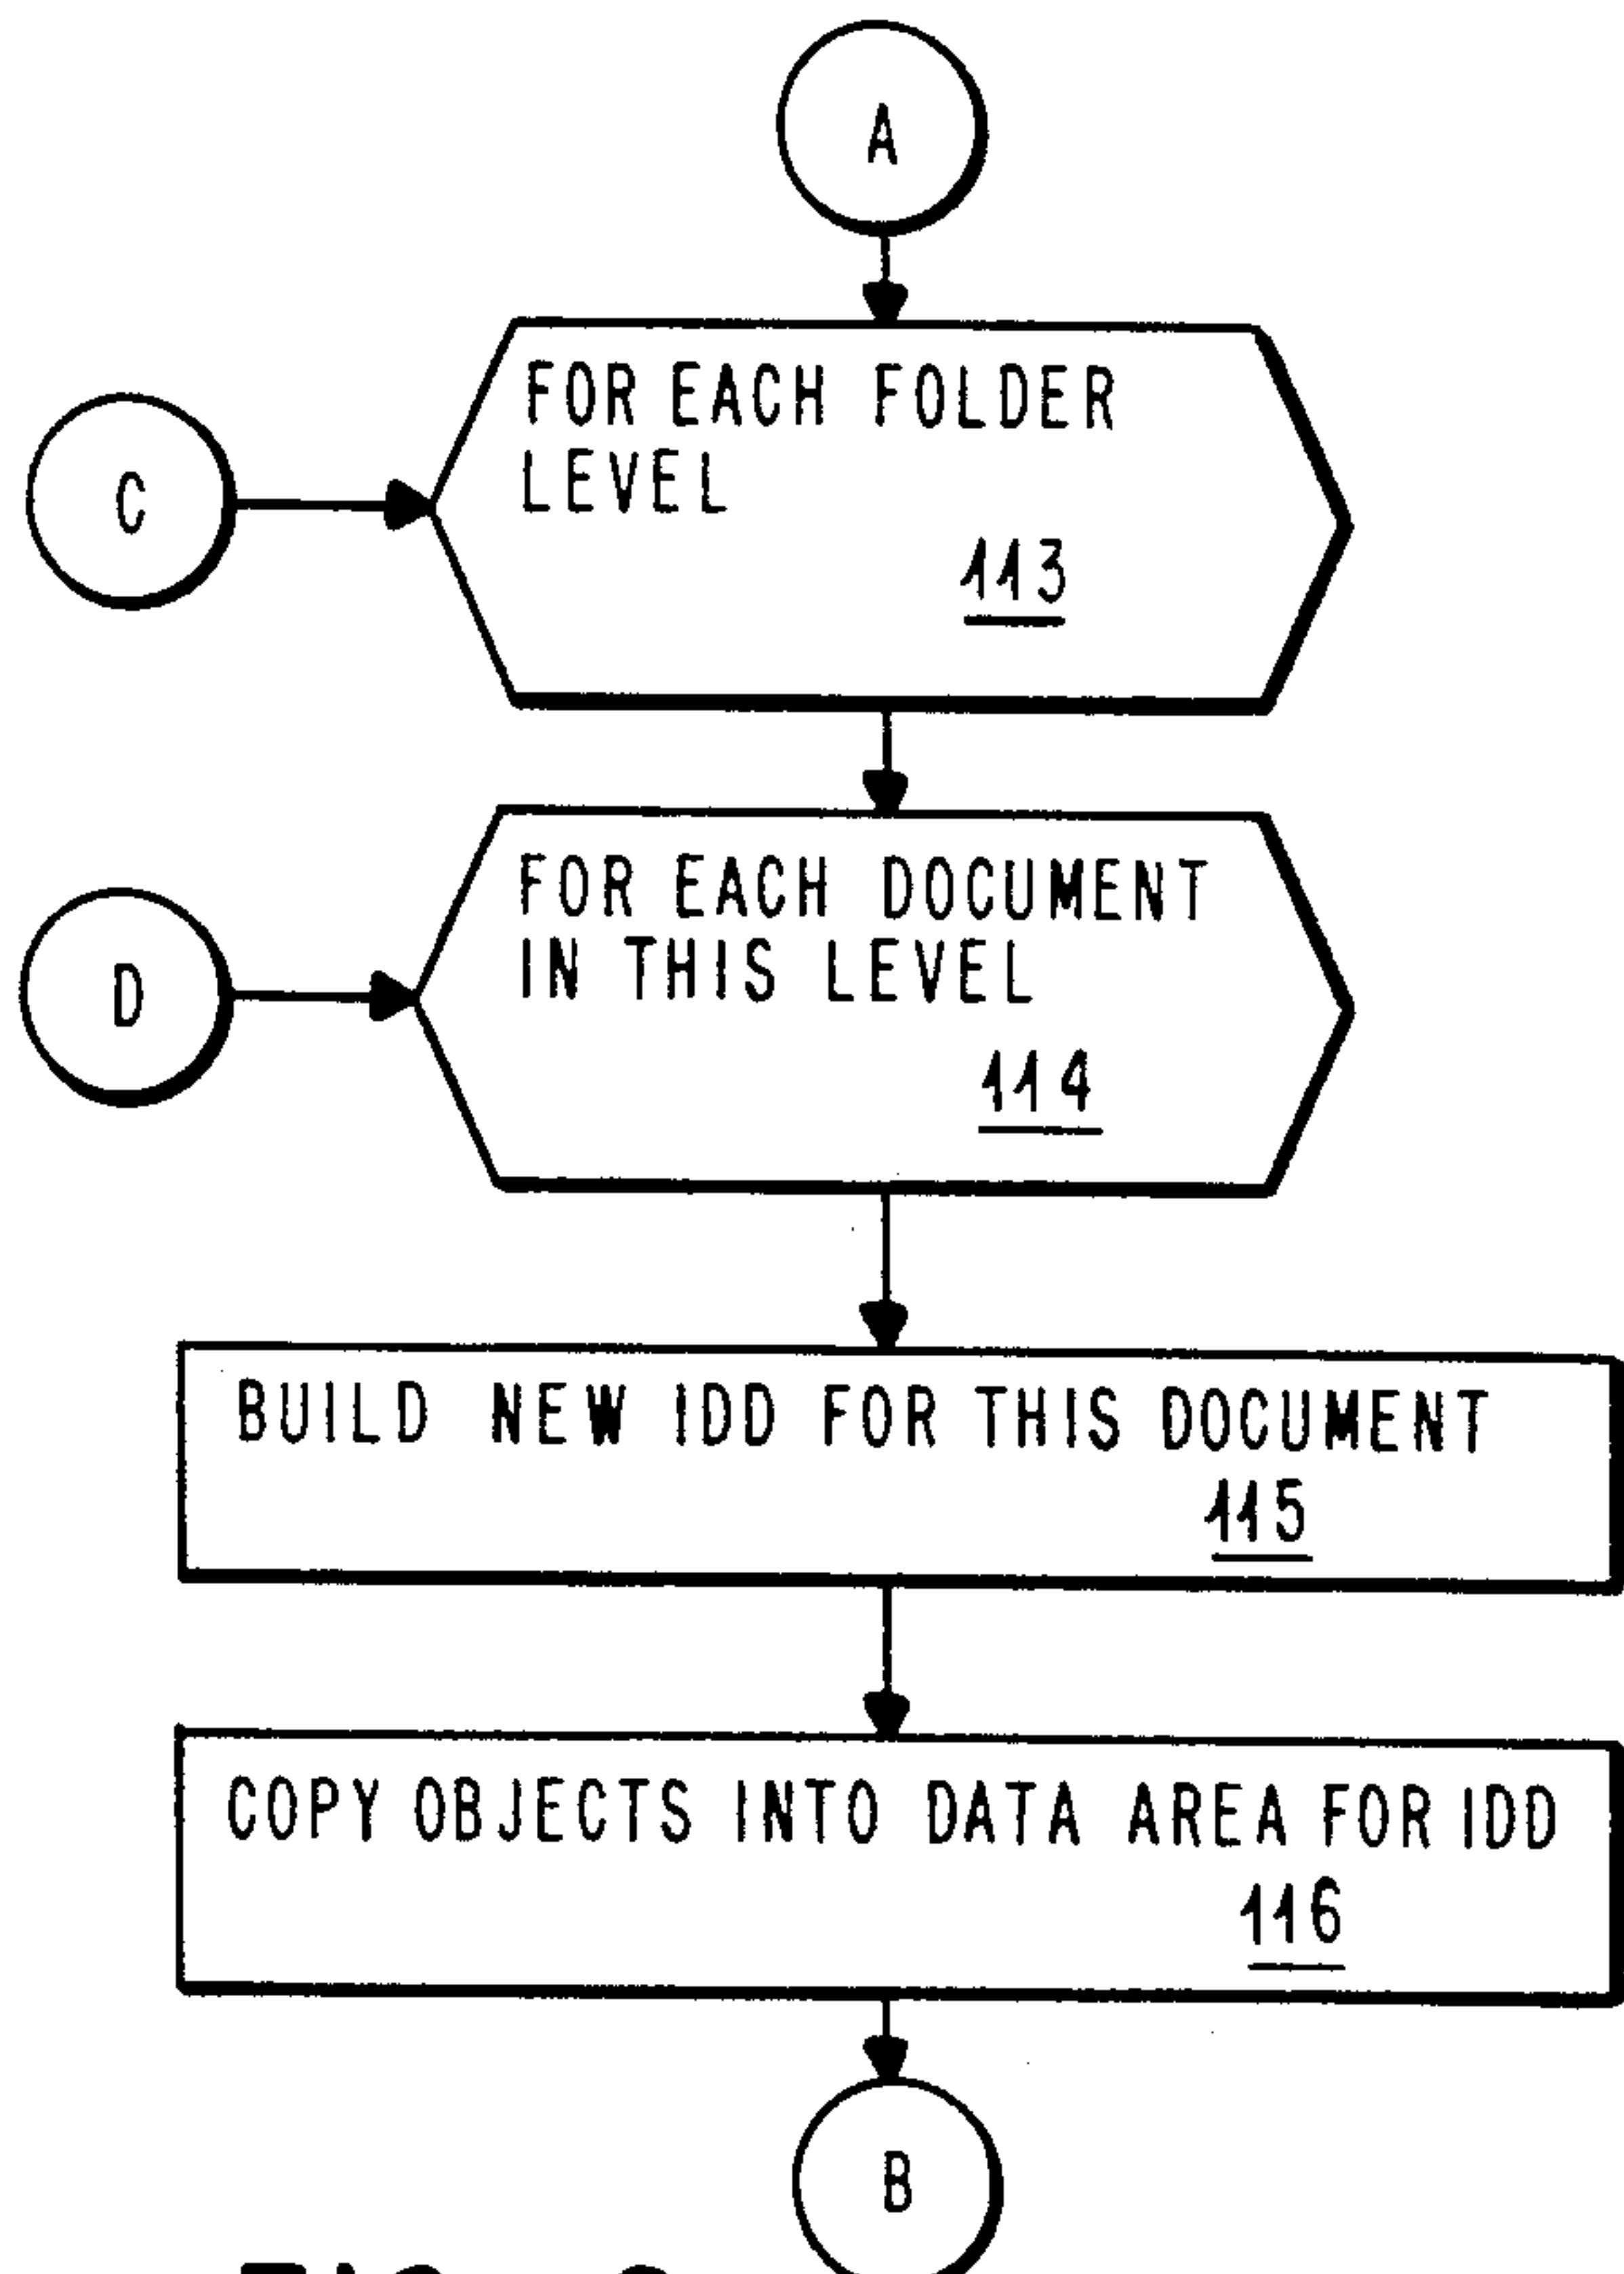 A
FOR EACH FOLDER
LEVEL
C
113
FOR EACH DOCUMENT
IN THIS LEVEL
D
114
BUILD NEW IDD FOR THIS DOCUMENT
115
COPY OBJECTS INTO DATA AREA FOR IDD
116
B